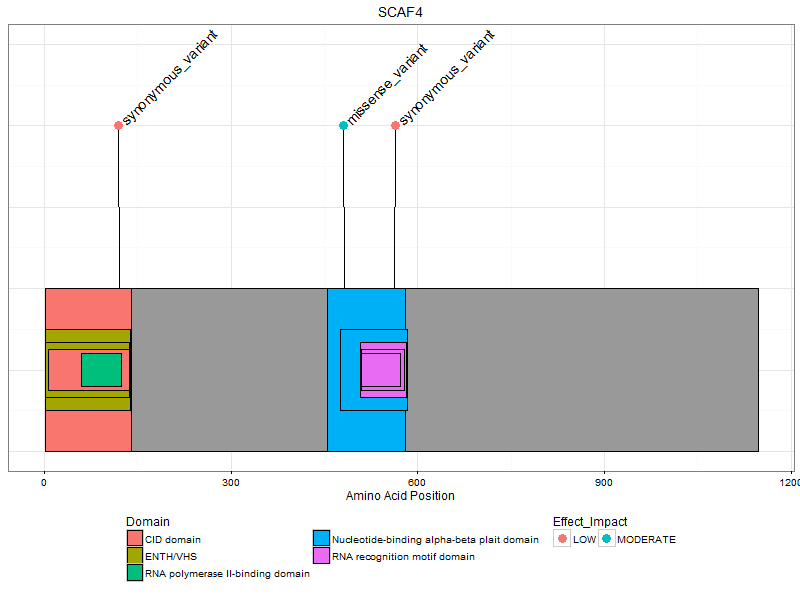 SCAF4
synonymous_variant
missense_variant
synonymous_variant
0
300
600
900
1200
Amino Acid Position
Domain
CID domain
ENTH/VHS
RNA polymerase II-binding domain
Nucleotide-binding alpha-beta plait domain
RNA recognition motif domain
Effect_Impact
LOW
MODERATE